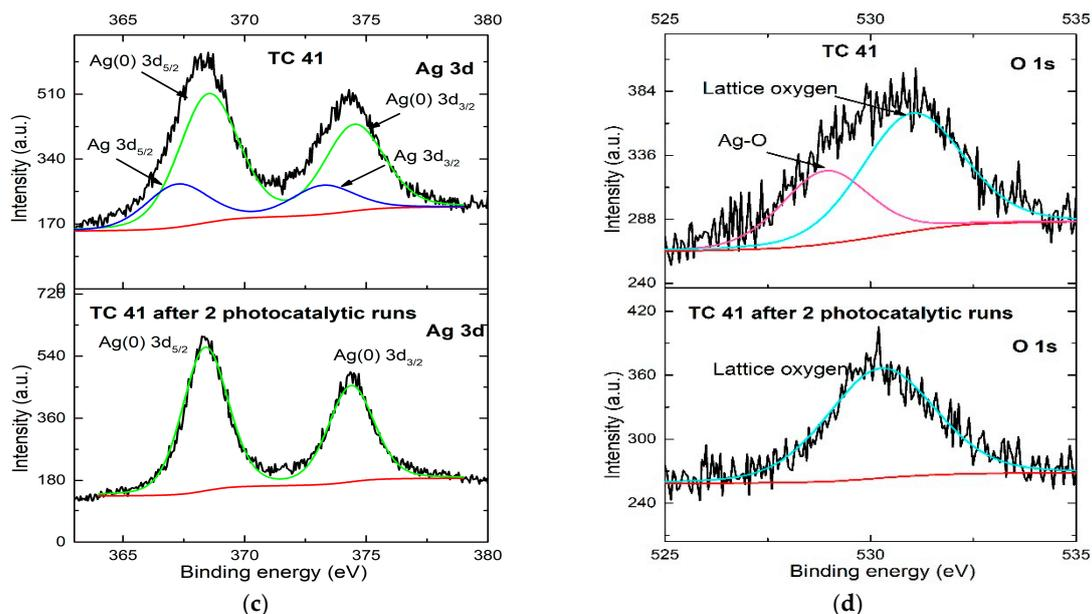 365 370 375 380
TC 41
Ag 3d
Ag(0) 3d5/2
Ag(0) 3d3/2
Ag 3d5/2
Ag 3d3/2
510
340
170
0
Intensity (a.u.)
720
TC 41 after 2 photocatalytic runs
Ag 3d
Ag(0) 3d5/2
Ag(0) 3d3/2
540
360
180
0
Intensity (a.u.)
365 370 375 380
Binding energy (eV)
(c)
525 530 535
TC 41
O 1s
Lattice oxygen
Ag-O
384
336
288
240
Intensity (a.u.)
420
TC 41 after 2 photocatalytic runs
O 1s
Lattice oxygen
360
300
240
Intensity (a.u.)
525 530 535
Binding energy (eV)
(d)